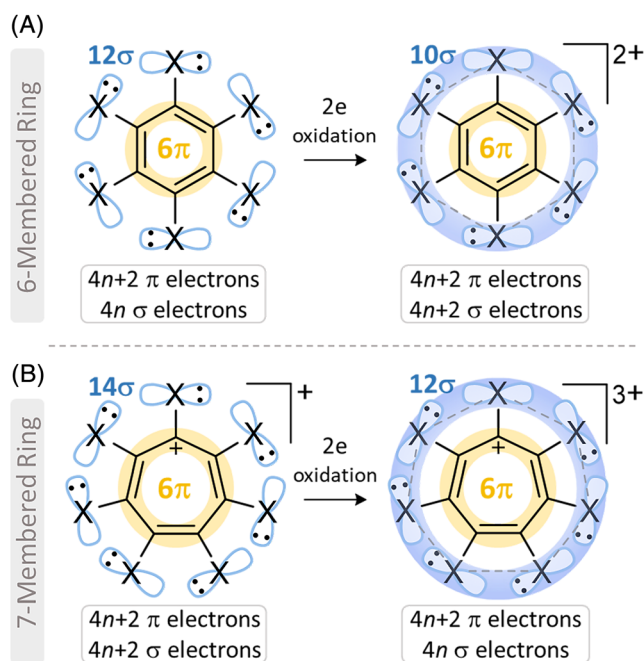 (A)
6-Membered Ring
12σ
X
X
X
6π
X
X
X
4n+2 π electrons
4n σ electrons
2e
oxidation
10σ
2+
X
X
X
6π
X
X
X
4n+2 π electrons
4n+2 σ electrons
(B)
7-Membered Ring
14σ
+
X
X
X
+
6π
X
X
X
X
4n+2 π electrons
4n+2 σ electrons
2e
oxidation
12σ
3+
X
X
X
+
6π
X
X
X
X
4n+2 π electrons
4n σ electrons